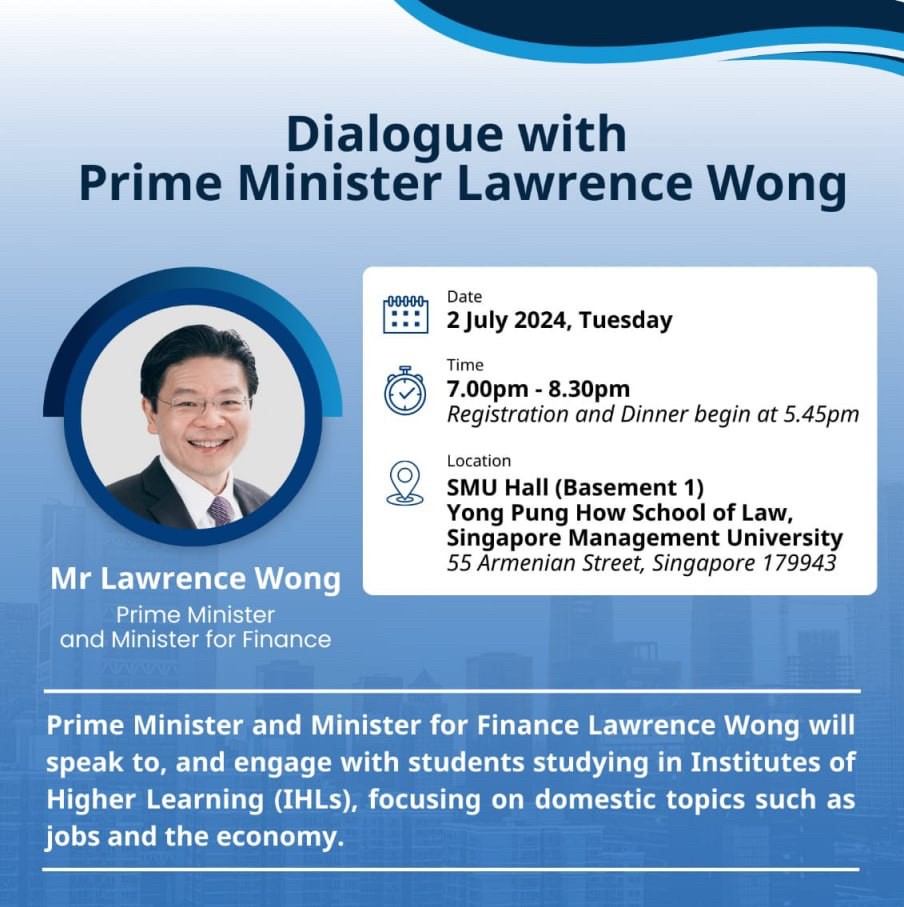 Dialogue with
Prime Minister Lawrence Wong
Date
2 July 2024, Tuesday
Time
7.00pm - 8.30pm
Registration and Dinner begin at 5.45pm
Location
SMU Hall (Basement 1)
Yong Pung How School of Law,
Singapore Management University
55 Armenian Street, Singapore 179943
Mr Lawrence Wong
Prime Minister
and Minister for Finance
Prime Minister and Minister for Finance Lawrence Wong will
speak to, and engage with students studying in Institutes of
Higher Learning (IHLs), focusing on domestic topics such as
jobs and the economy.